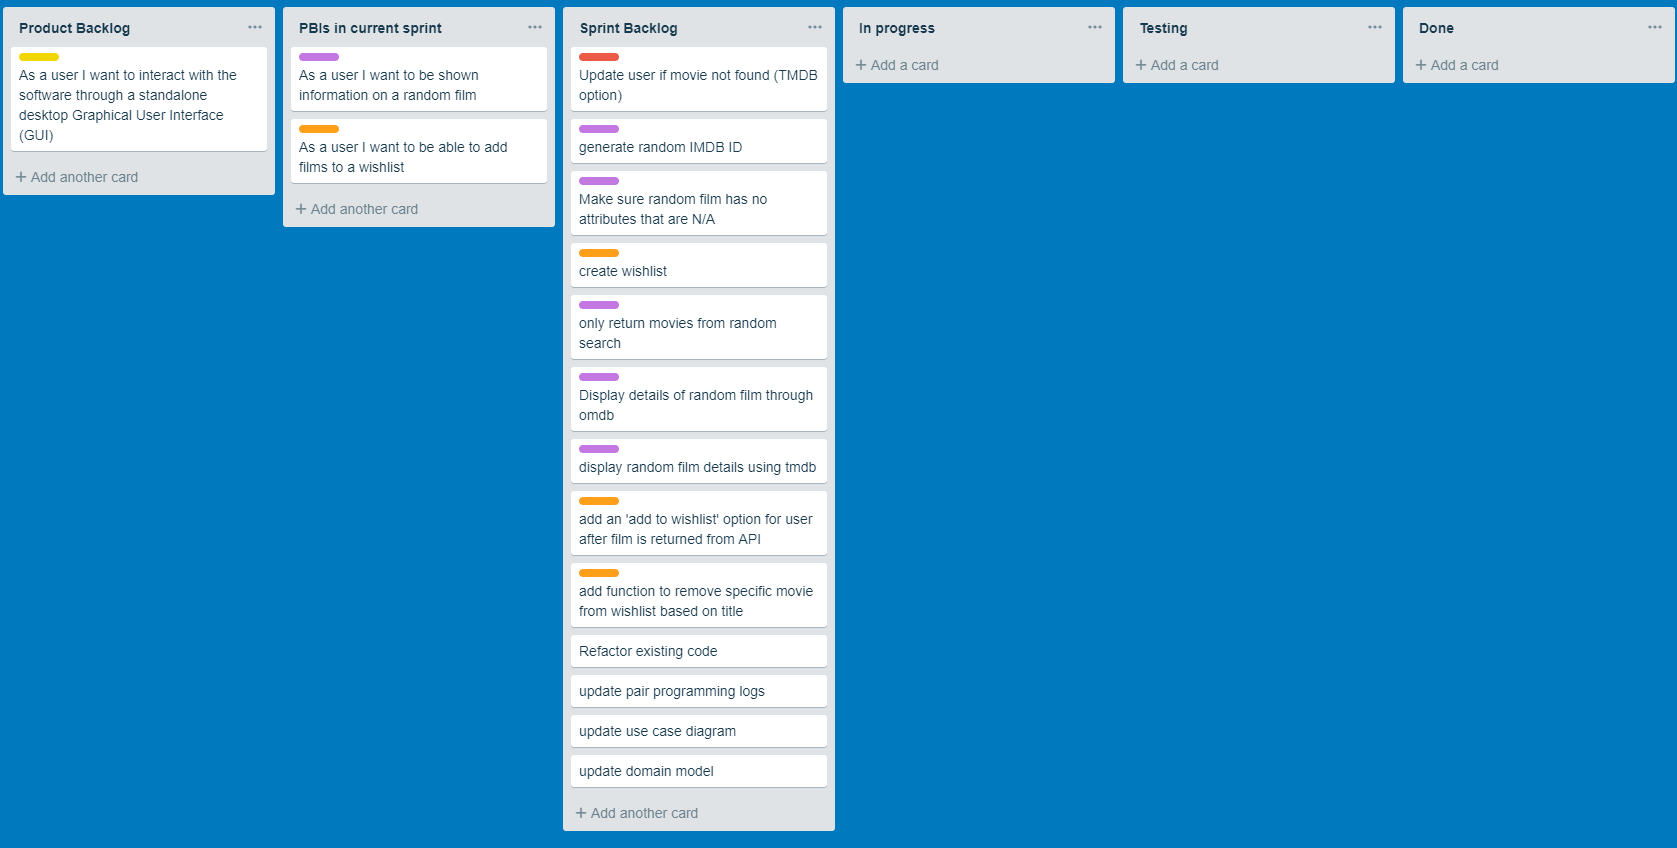 Product Backlog
As a user I want to interact with the
software through a standalone
desktop Graphical User Interface
(GUI)
+ Add another card
PBIs in current sprint
As a user I want to be shown
information on a random film
As a user I want to be able to add
films to a wishlist
+ Add another card
Sprint Backlog
Update user if movie not found (TMDB
option)
generate random IMDB ID
Make sure random film has no
attributes that are N/A
create wishlist
only return movies from random
search
Display details of random film through
omdb
display random film details using tmdb
add an 'add to wishlist' option for user
after film is returned from API
add function to remove specific movie
from wishlist based on title
Refactor existing code
update pair programming logs
update use case diagram
update domain model
+ Add another card
In progress
+ Add a card
Testing
+ Add a card
Done
+ Add a card